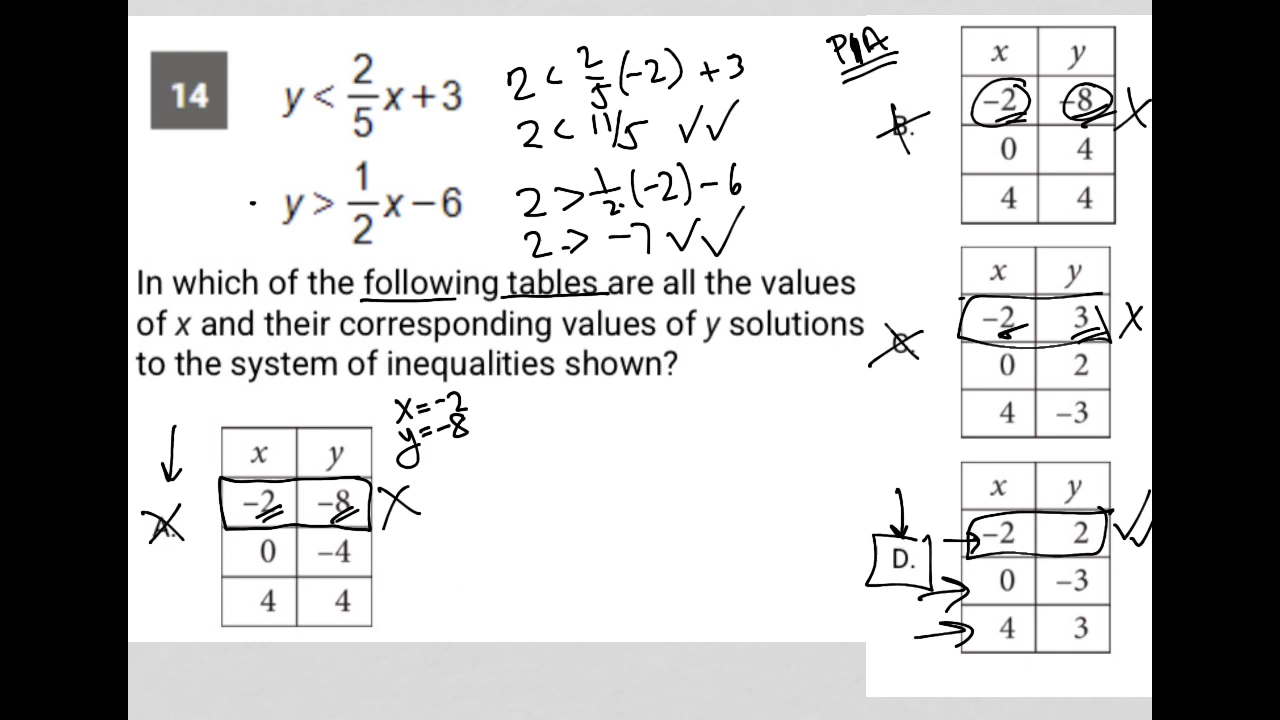 14
y < 2/5 x + 3
y > 1/2 x − 6
2 < 2/5 (-2) + 3
2 < 11/5 ✓✓
2 > 1/2 (-2) - 6
2 > -7 ✓✓
In which of the following tables are all the values
of x and their corresponding values of y solutions
to the system of inequalities shown?
x=-2
y=-8
A.
x y
−2 −8 X
0 −4
4 4
PIA
B.
x y
−2 −8 X
0 4
4 4
C.
x y
−2 3 X
0 2
4 −3
D.
x y
−2 2 ✓✓
0 −3
4 3